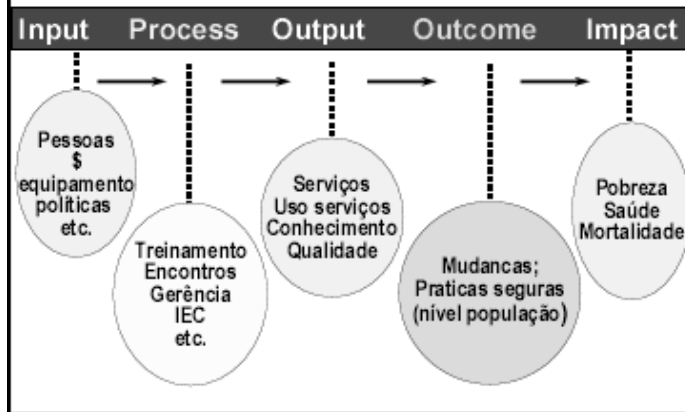 Input Process Output Outcome Impact
Pessoas
$
equipamento
políticas
etc.
Treinamento
Encontros
Gerência
IEC
etc.
Serviços
Uso serviços
Conhecimento
Qualidade
Mudancas;
Praticas seguras
(nível população)
Pobreza
Saúde
Mortalidade